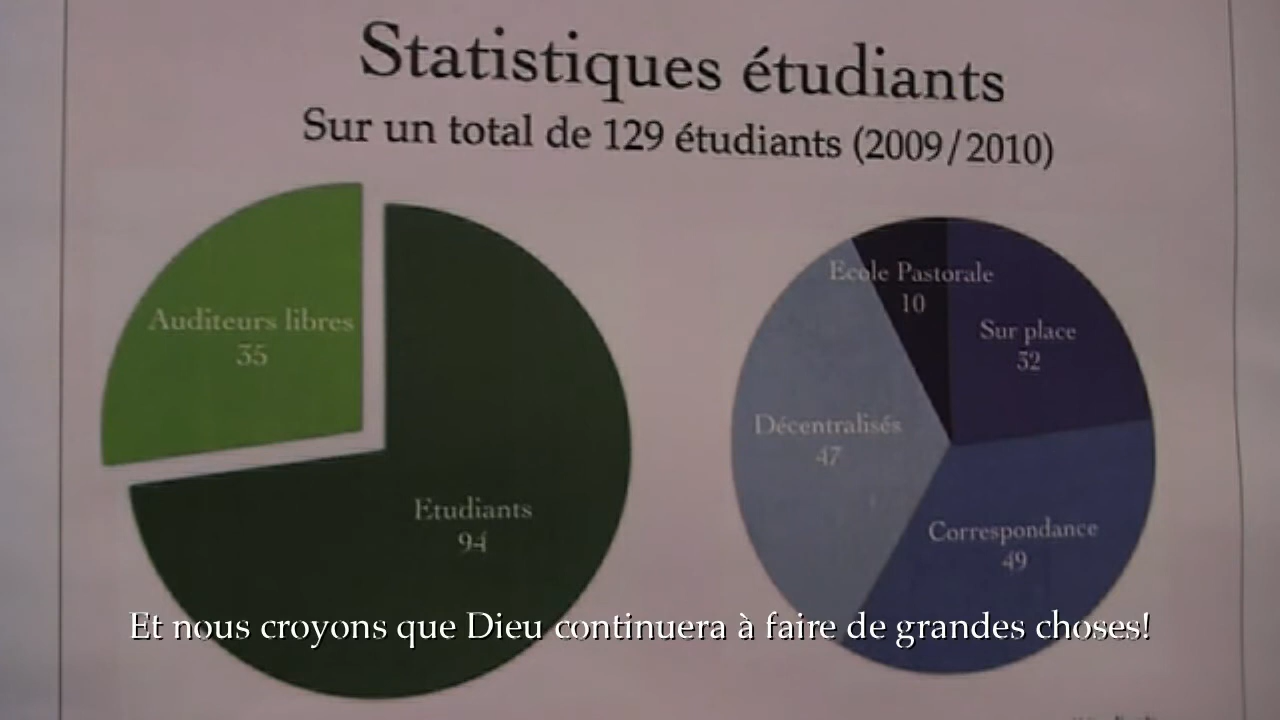 Statistiques étudiants
Sur un total de 129 étudiants (2009/2010)
Auditeurs libres
35
Etudiants
94
Ecole Pastorale
10
Sur place
32
Décentralisés
47
Correspondance
49
Et nous croyons que Dieu continuera à faire de grandes choses!